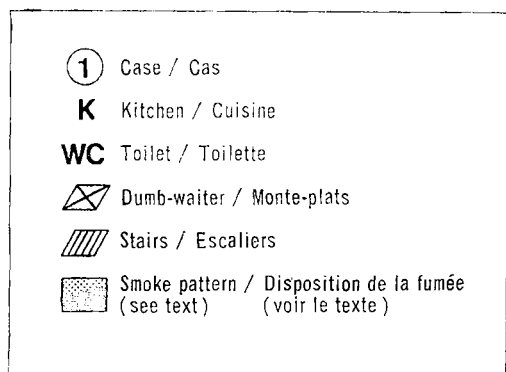 1 Case / Cas
K Kitchen / Cuisine
WC Toilet / Toilette
Dumb-waiter / Monte-plats
Stairs / Escaliers
Smoke pattern / Disposition de la fumée
(see text) (voir le texte)